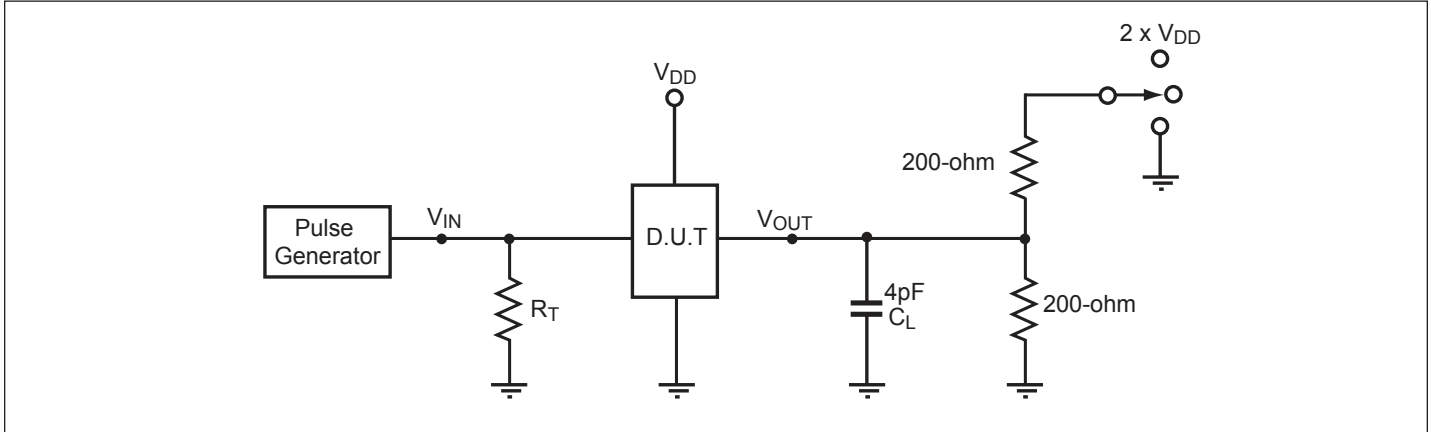 2 x VDD
VDD
200-ohm
Pulse
Generator
VIN
D.U.T
VOUT
RT
4pF
CL
200-ohm